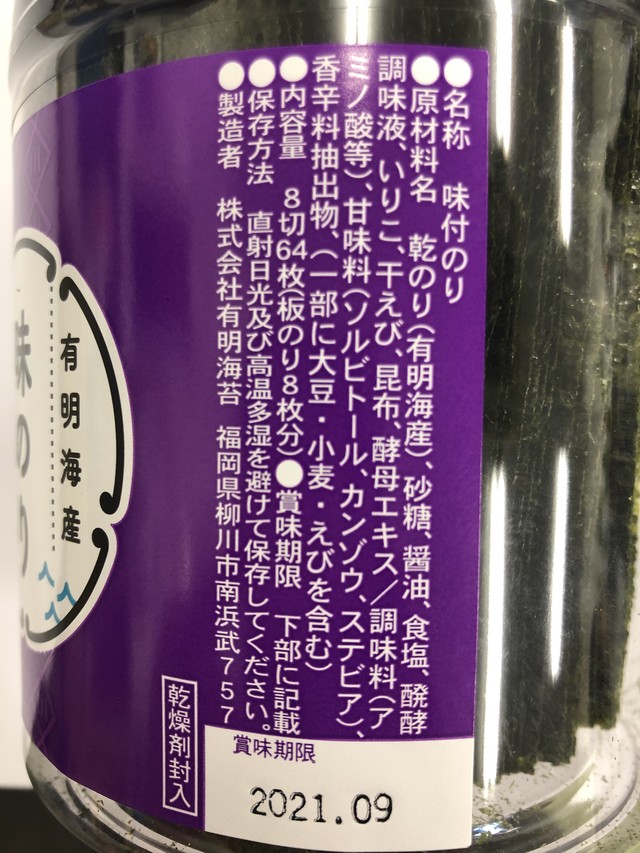 ●名称　味付のり
●原材料名　乾のり(有明海産)、砂糖、醤油、食塩、醗酵
調味液、いりこ、干えび、昆布、酵母エキス／調味料(ア
ミノ酸等)、甘味料(ソルビトール、カンゾウ、ステビア)、
香辛料抽出物、(一部に大豆・小麦・えびを含む)
●内容量　8切64枚(板のり8枚分)●賞味期限　下部に記載
●保存方法　直射日光及び高温多湿を避けて保存してください。
●製造者　株式会社有明海苔　福岡県柳川市南浜武757
乾燥剤封入
賞味期限
2021.09
有明海産
味のり